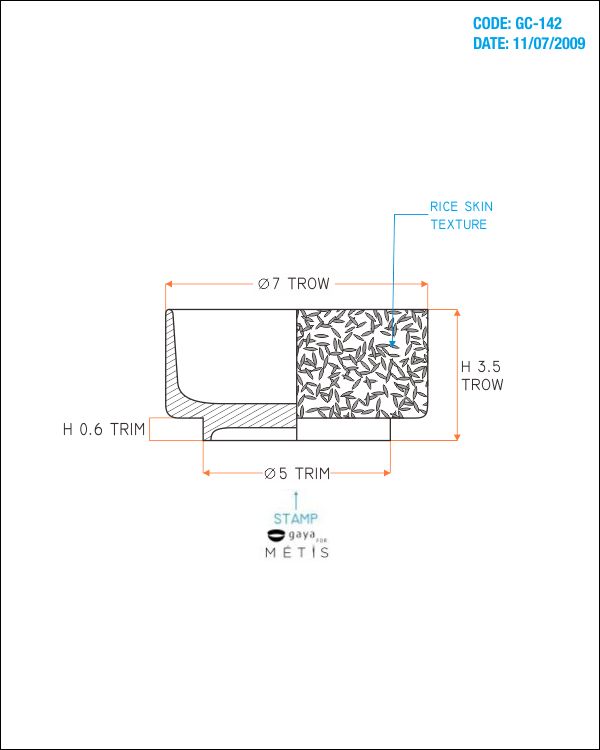 CODE: GC-142
DATE: 11/07/2009
RICE SKIN
TEXTURE
Ø7 TROW
H 3.5
TROW
H 0.6 TRIM
Ø5 TRIM
STAMP
gaya
FOR
MÉTIS